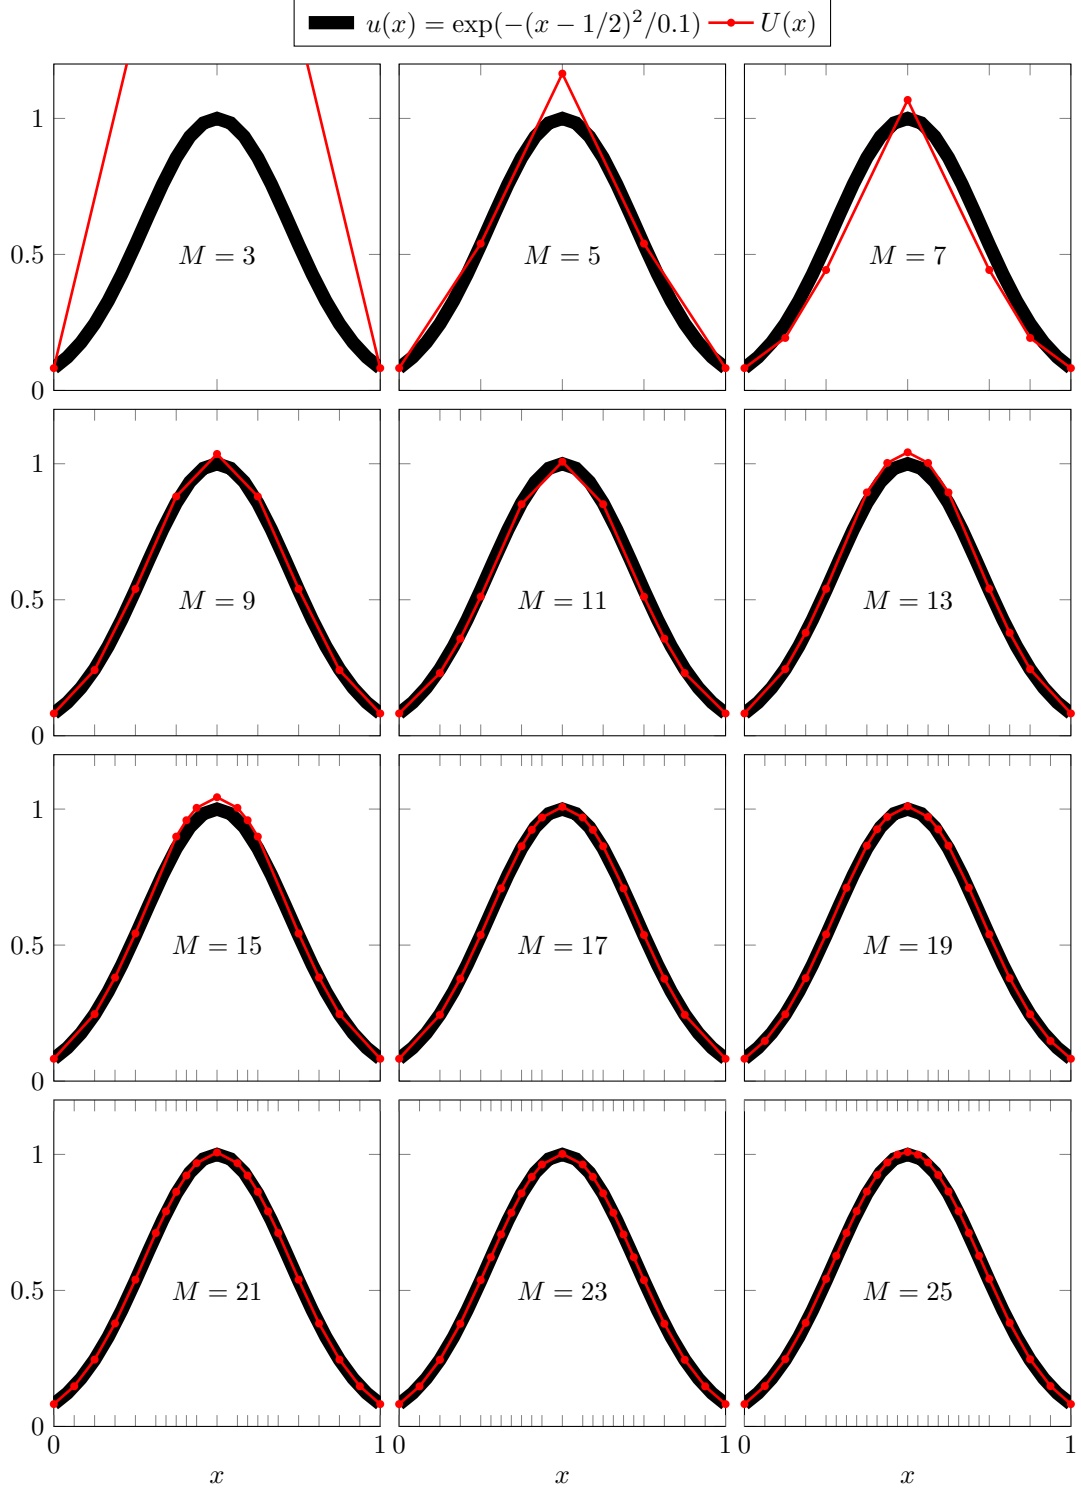 u(x) = exp(−(x − 1/2)²/0.1) U(x)
1
0.5
0
M = 3
M = 5
M = 7
1
0.5
0
M = 9
M = 11
M = 13
1
0.5
0
M = 15
M = 17
M = 19
1
0.5
0
M = 21
M = 23
M = 25
0 1 0 1 0 1
x x x